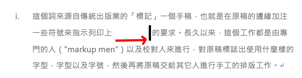 i. 這個詞來源自傳統出版業的「標記」一個手稿，也就是在原稿的邊緣加注
一些符號來指示列印上的要求。長久以來，這個工作都是由專
門的人（"markup men"）以及校對人來進行，對原稿標誌出使用什麼樣的
字型，字型以及字號，然後再將原稿交給其它人進行手工的排版工作。